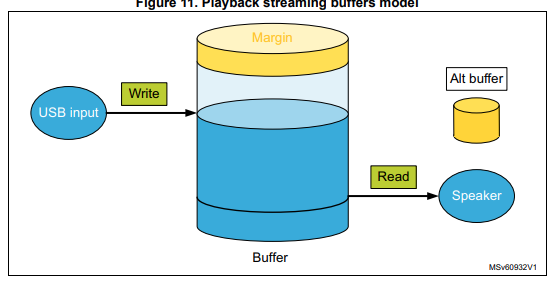 Figure 11. Playback streaming buffers model
Margin
Alt buffer
Write
USB input
Read
Speaker
Buffer
MSv60932V1